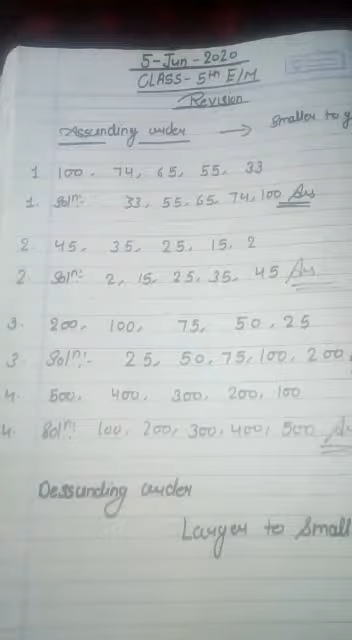 5-Jun-2020
CLASS- 5th E/M
Revision
Assunding under → Smaller to g
1 100, 74, 65, 55, 33
1. Solⁿ: 33, 55, 65, 74, 100 Ans
2. 45, 35, 25, 15, 2
2. Solⁿ: 2, 15, 25, 35, 45 Ans
3. 200, 100, 75, 50, 25
3. Solⁿ:- 25, 50, 75, 100, 200,
4. 500, 400, 300, 200, 100
4. Solⁿ: 100, 200, 300, 400, 500 A
Dessunding under
Larger to Small